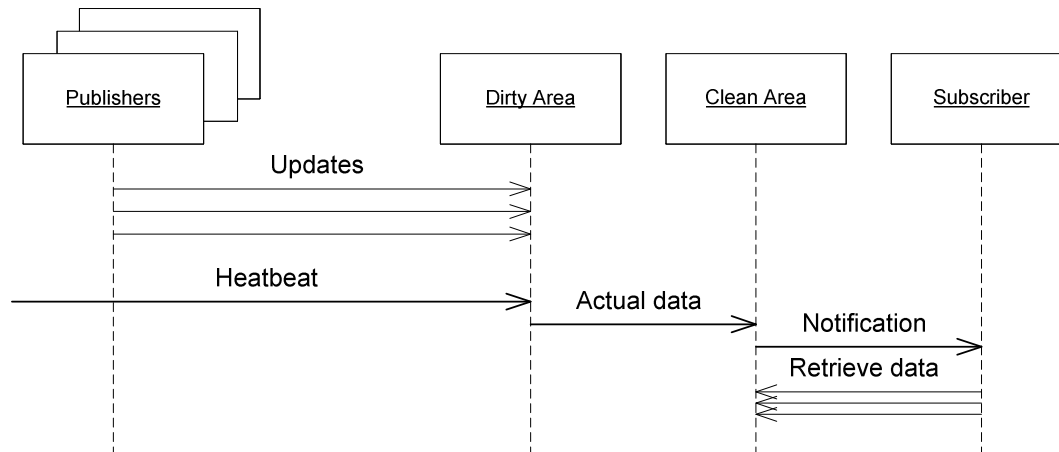 Publishers
Dirty Area
Clean Area
Subscriber
Updates
Heatbeat
Actual data
Notification
Retrieve data